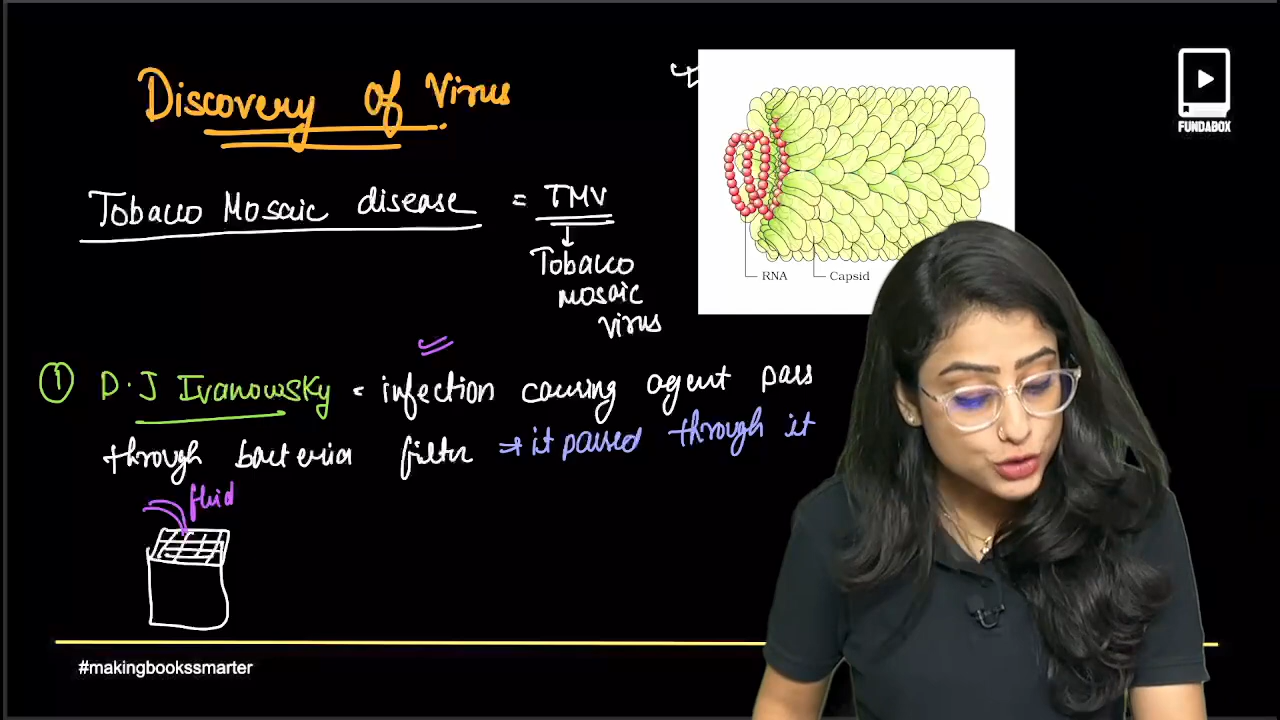 Discovery of Virus
FUNDABOX
Tobacco Mosaic disease = TMV
Tobacco
mosaic
virus
RNA
Capsid
① D.J Ivanowsky = infection causing agent pass
through bacteria filter ⇒ it passed through it
fluid
#makingbookssmarter